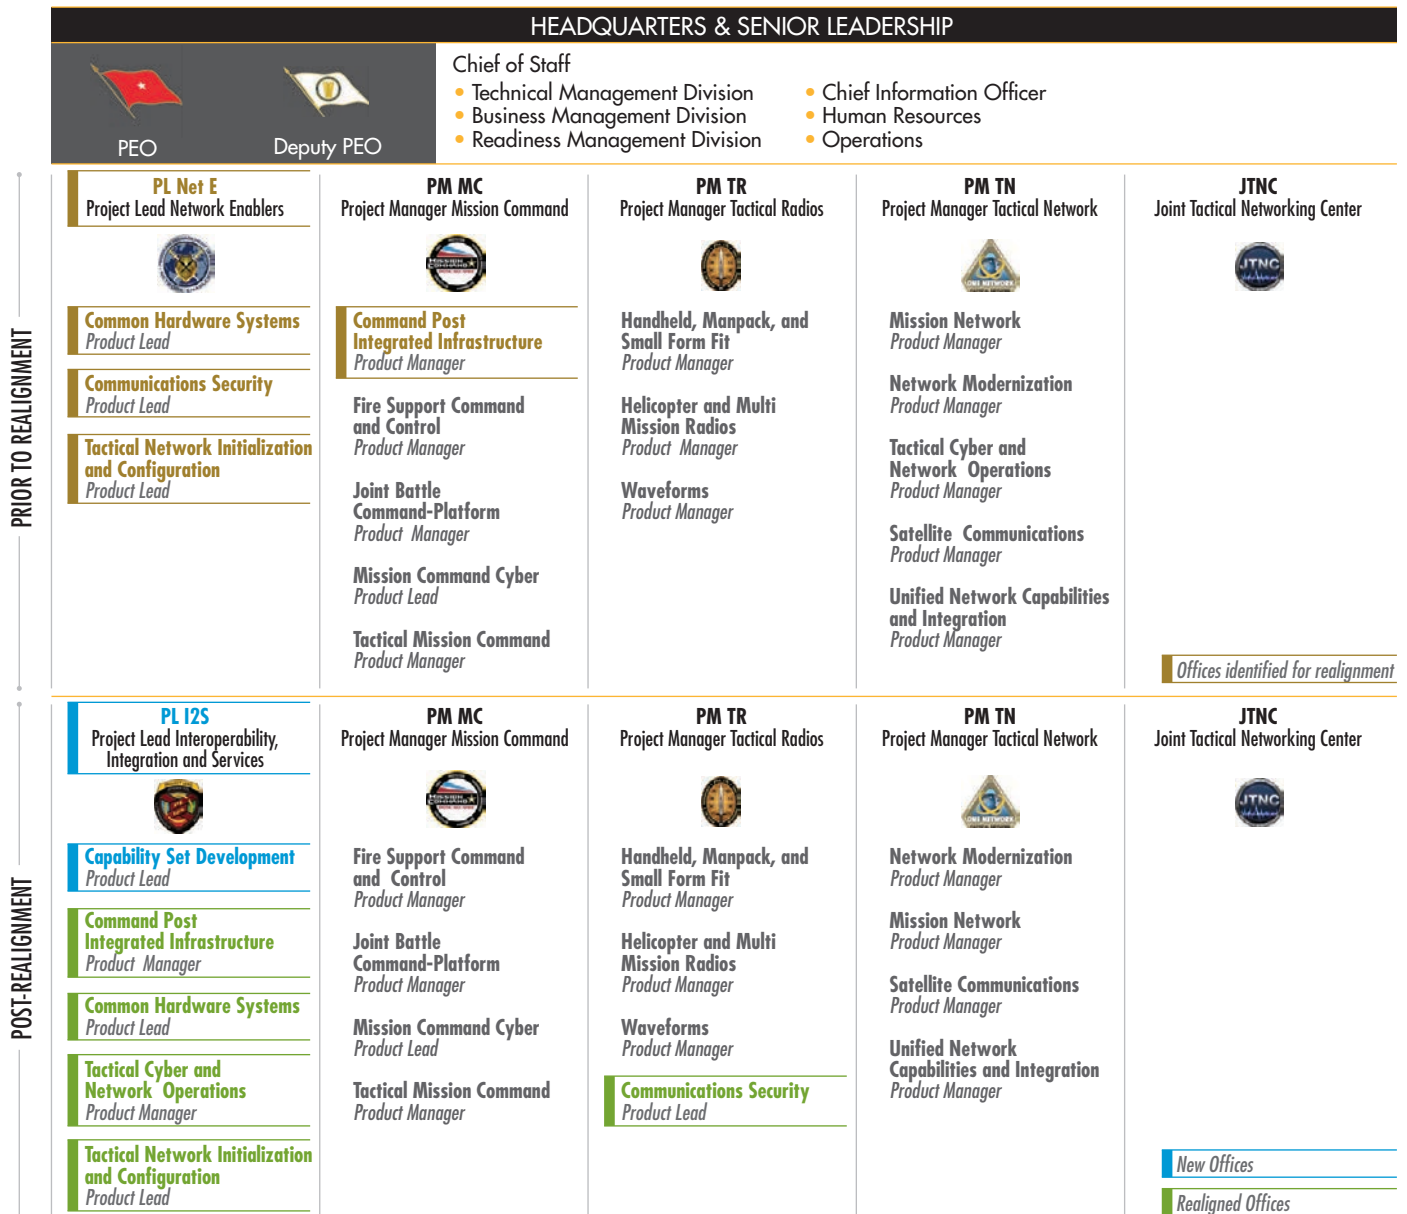 HEADQUARTERS & SENIOR LEADERSHIP
PEO
Deputy PEO
Chief of Staff
• Technical Management Division
• Business Management Division
• Readiness Management Division
• Chief Information Officer
• Human Resources
• Operations
PRIOR TO REALIGNMENT
PL Net E
Project Lead Network Enablers
Common Hardware Systems
Product Lead
Communications Security
Product Lead
Tactical Network Initialization
and Configuration
Product Lead
PM MC
Project Manager Mission Command
MISSION
COMMAND
Command Post
Integrated Infrastructure
Product Manager
Fire Support Command
and Control
Product Manager
Joint Battle
Command-Platform
Product Manager
Mission Command Cyber
Product Lead
Tactical Mission Command
Product Manager
PM TR
Project Manager Tactical Radios
Handheld, Manpack, and
Small Form Fit
Product Manager
Helicopter and Multi
Mission Radios
Product Manager
Waveforms
Product Manager
PM TN
Project Manager Tactical Network
ONE NETWORK
Mission Network
Product Manager
Network Modernization
Product Manager
Tactical Cyber and
Network Operations
Product Manager
Satellite Communications
Product Manager
Unified Network Capabilities
and Integration
Product Manager
JTNC
Joint Tactical Networking Center
JTNC
Offices identified for realignment
POST-REALIGNMENT
PL I2S
Project Lead Interoperability,
Integration and Services
Capability Set Development
Product Lead
Command Post
Integrated Infrastructure
Product Manager
Common Hardware Systems
Product Lead
Tactical Cyber and
Network Operations
Product Manager
Tactical Network Initialization
and Configuration
Product Lead
PM MC
Project Manager Mission Command
MISSION
COMMAND
Fire Support Command
and Control
Product Manager
Joint Battle
Command-Platform
Product Manager
Mission Command Cyber
Product Lead
Tactical Mission Command
Product Manager
PM TR
Project Manager Tactical Radios
Handheld, Manpack, and
Small Form Fit
Product Manager
Helicopter and Multi
Mission Radios
Product Manager
Waveforms
Product Manager
Communications Security
Product Lead
PM TN
Project Manager Tactical Network
ONE NETWORK
Network Modernization
Product Manager
Mission Network
Product Manager
Satellite Communications
Product Manager
Unified Network
Capabilities and Integration
Product Manager
JTNC
Joint Tactical Networking Center
JTNC
New Offices
Realigned Offices